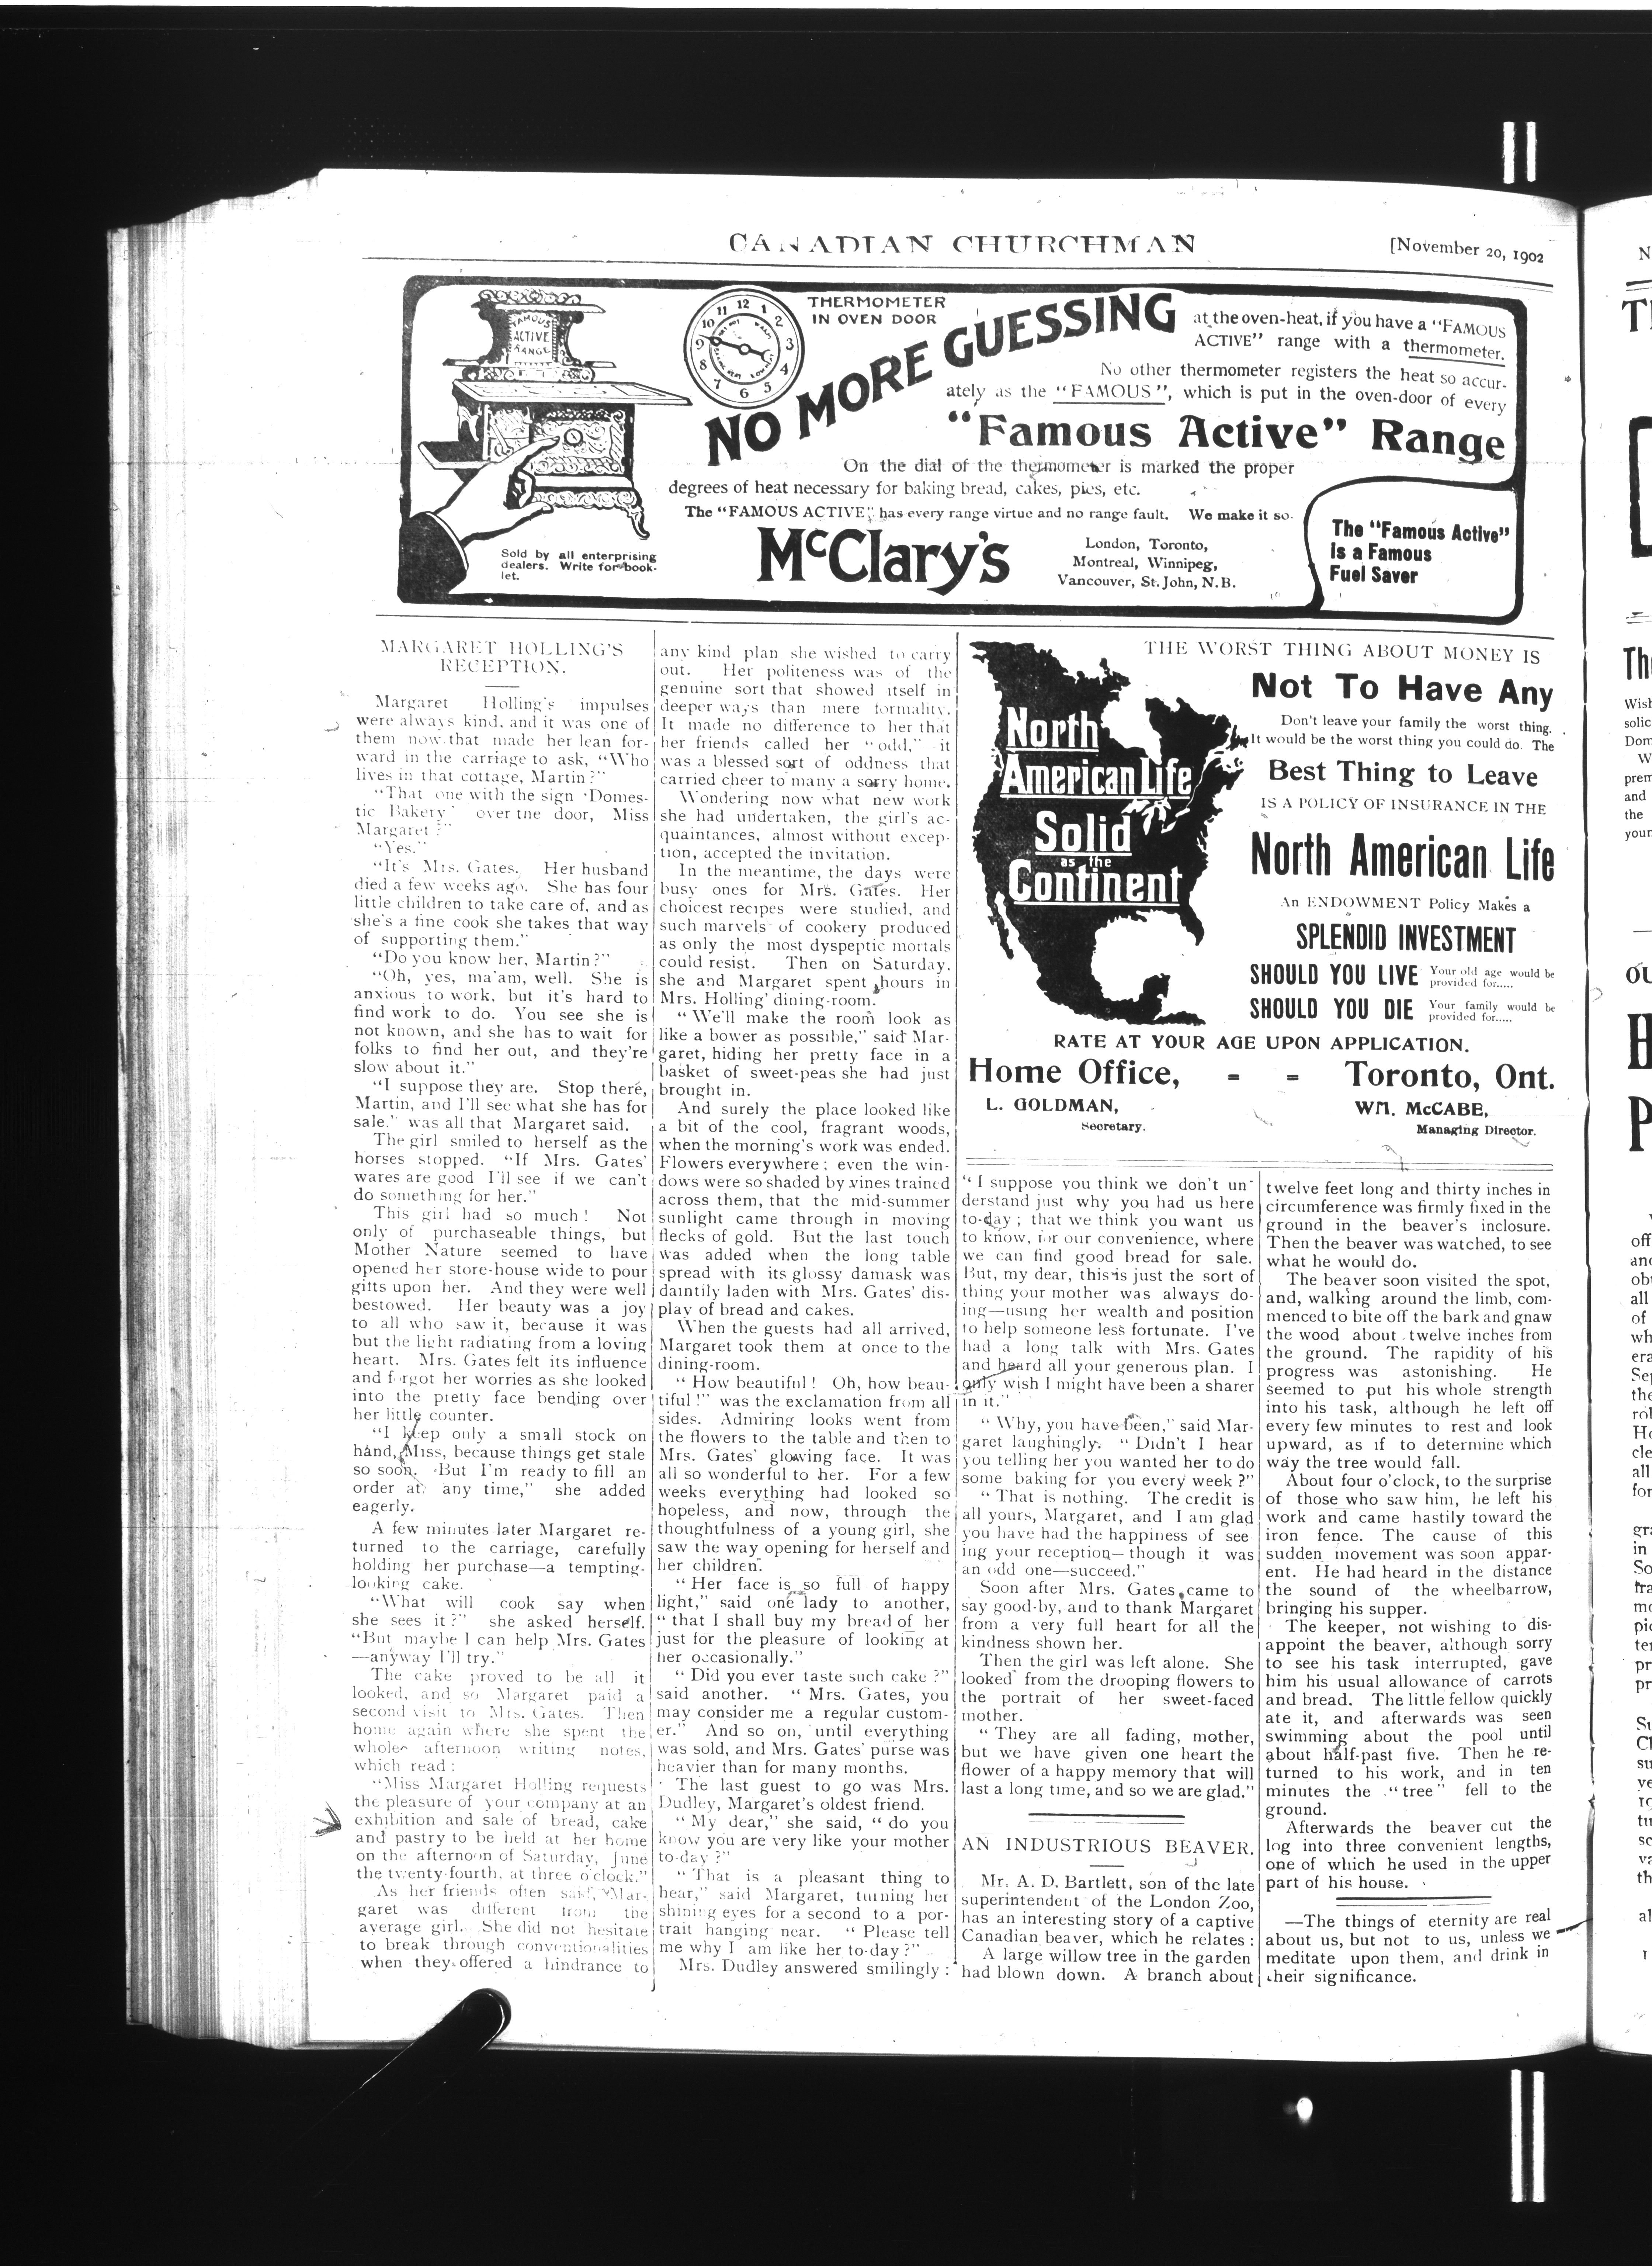 CANADIAN CHURCHMAN
[November 20, 1902
FAMOUS
ACTIVE
RANGE
THERMOMETER
IN OVEN DOOR
12 1 2 3 4 5 6 7 8 9 10 11
NO MORE GUESSING
at the oven-heat, if you have a "FAMOUS
ACTIVE" range with a thermometer.
No other thermometer registers the heat so accur-
ately as the "FAMOUS", which is put in the oven-door of every
"Famous Active" Range
On the dial of the thermometer is marked the proper
degrees of heat necessary for baking bread, cakes, pies, etc.
The "FAMOUS ACTIVE" has every range virtue and no range fault. We make it so.
Sold by all enterprising
dealers. Write for book-
let.
McClary's
London, Toronto,
Montreal, Winnipeg,
Vancouver, St. John, N.B.
The "Famous Active"
Is a Famous
Fuel Saver
MARGARET HOLLING'S
RECEPTION.
Margaret Holling's impulses
were always kind, and it was one of
them now that made her lean for-
ward in the carriage to ask, "Who
lives in that cottage, Martin?"
"That one with the sign 'Domes-
tic Bakery' over the door, Miss
Margaret?"
"Yes."
"It's Mrs. Gates. Her husband
died a few weeks ago. She has four
little children to take care of, and as
she's a fine cook she takes that way
of supporting them."
"Do you know her, Martin?"
"Oh, yes, ma'am, well. She is
anxious to work, but it's hard to
find work to do. You see she is
not known, and she has to wait for
folks to find her out, and they're
slow about it."
"I suppose they are. Stop there,
Martin, and I'll see what she has for
sale," was all that Margaret said.
The girl smiled to herself as the
horses stopped. "If Mrs. Gates'
wares are good I'll see if we can't
do something for her."
This girl had so much! Not
only of purchaseable things, but
Mother Nature seemed to have
opened her store-house wide to pour
gifts upon her. And they were well
bestowed. Her beauty was a joy
to all who saw it, because it was
but the light radiating from a loving
heart. Mrs. Gates felt its influence
and forgot her worries as she looked
into the pretty face bending over
her little counter.
"I keep only a small stock on
hand, Miss, because things get stale
so soon. But I'm ready to fill an
order at any time," she added
eagerly.
A few minutes later Margaret re-
turned to the carriage, carefully
holding her purchase—a tempting-
looking cake.
"What will cook say when
she sees it?" she asked herself.
"But maybe I can help Mrs. Gates
—anyway I'll try."
The cake proved to be all it
looked, and so Margaret paid a
second visit to Mrs. Gates. Then
home again where she spent the
whole afternoon writing notes,
which read:
"Miss Margaret Holling requests
the pleasure of your company at an
exhibition and sale of bread, cake
and pastry to be held at her home
on the afternoon of Saturday, June
the twenty-fourth, at three o'clock."
As her friends often said, "Mar-
garet was different from the
average girl. She did not hesitate
to break through conventionalities
when they offered a hindrance to
any kind plan she wished to carry
out. Her politeness was of the
genuine sort that showed itself in
deeper ways than mere formality.
It made no difference to her that
her friends called her "odd," it
was a blessed sort of oddness that
carried cheer to many a sorry home.
Wondering now what new work
she had undertaken, the girl's ac-
quaintances, almost without excep-
tion, accepted the invitation.
In the meantime, the days were
busy ones for Mrs. Gates. Her
choicest recipes were studied, and
such marvels of cookery produced
as only the most dyspeptic mortals
could resist. Then on Saturday,
she and Margaret spent hours in
Mrs. Holling' dining-room.
"We'll make the room look as
like a bower as possible," said Mar-
garet, hiding her pretty face in a
basket of sweet-peas she had just
brought in.
And surely the place looked like
a bit of the cool, fragrant woods,
when the morning's work was ended.
Flowers everywhere; even the win-
dows were so shaded by vines trained
across them, that the mid-summer
sunlight came through in moving
flecks of gold. But the last touch
was added when the long table
spread with its glossy damask was
daintily laden with Mrs. Gates' dis-
play of bread and cakes.
When the guests had all arrived,
Margaret took them at once to the
dining-room.
"How beautiful! Oh, how beau-
tiful!" was the exclamation from all
sides. Admiring looks went from
the flowers to the table and then to
Mrs. Gates' glowing face. It was
all so wonderful to her. For a few
weeks everything had looked so
hopeless, and now, through the
thoughtfulness of a young girl, she
saw the way opening for herself and
her children.
"Her face is so full of happy
light," said one lady to another,
"that I shall buy my bread of her
just for the pleasure of looking at
her occasionally."
"Did you ever taste such cake?"
said another. "Mrs. Gates, you
may consider me a regular custom-
er." And so on, until everything
was sold, and Mrs. Gates' purse was
heavier than for many months.
The last guest to go was Mrs.
Dudley, Margaret's oldest friend.
"My dear," she said, "do you
know you are very like your mother
to-day?"
"That is a pleasant thing to
hear," said Margaret, turning her
shining eyes for a second to a por-
trait hanging near. "Please tell
me why I am like her to-day?"
Mrs. Dudley answered smilingly:
North
American Life
Solid
as the
Continent
THE WORST THING ABOUT MONEY IS
Not To Have Any
Don't leave your family the worst thing.
It would be the worst thing you could do. The
Best Thing to Leave
IS A POLICY OF INSURANCE IN THE
North American Life
An ENDOWMENT Policy Makes a
SPLENDID INVESTMENT
SHOULD YOU LIVE Your old age would be
provided for.....
SHOULD YOU DIE Your family would be
provided for.....
RATE AT YOUR AGE UPON APPLICATION.
Home Office, - - Toronto, Ont.
L. GOLDMAN,
Secretary.
WM. McCABE,
Managing Director.
"I suppose you think we don't un-
derstand just why you had us here
to-day; that we think you want us
to know, for our convenience, where
we can find good bread for sale.
But, my dear, this is just the sort of
thing your mother was always do-
ing—using her wealth and position
to help someone less fortunate. I've
had a long talk with Mrs. Gates
and heard all your generous plan. I
only wish I might have been a sharer
in it."
"Why, you have been," said Mar-
garet laughingly. "Didn't I hear
you telling her you wanted her to do
some baking for you every week?"
"That is nothing. The credit is
all yours, Margaret, and I am glad
you have had the happiness of see-
ing your reception—though it was
an odd one—succeed."
Soon after Mrs. Gates came to
say good-by, and to thank Margaret
from a very full heart for all the
kindness shown her.
Then the girl was left alone. She
looked from the drooping flowers to
the portrait of her sweet-faced
mother.
"They are all fading, mother,
but we have given one heart the
flower of a happy memory that will
last a long time, and so we are glad."
AN INDUSTRIOUS BEAVER.
Mr. A. D. Bartlett, son of the late
superintendent of the London Zoo,
has an interesting story of a captive
Canadian beaver, which he relates:
A large willow tree in the garden
had blown down. A branch about
twelve feet long and thirty inches in
circumference was firmly fixed in the
ground in the beaver's inclosure.
Then the beaver was watched, to see
what he would do.
The beaver soon visited the spot,
and, walking around the limb, com-
menced to bite off the bark and gnaw
the wood about twelve inches from
the ground. The rapidity of his
progress was astonishing. He
seemed to put his whole strength
into his task, although he left off
every few minutes to rest and look
upward, as if to determine which
way the tree would fall.
About four o'clock, to the surprise
of those who saw him, he left his
work and came hastily toward the
iron fence. The cause of this
sudden movement was soon appar-
ent. He had heard in the distance
the sound of the wheelbarrow,
bringing his supper.
The keeper, not wishing to dis-
appoint the beaver, although sorry
to see his task interrupted, gave
him his usual allowance of carrots
and bread. The little fellow quickly
ate it, and afterwards was seen
swimming about the pool until
about half-past five. Then he re-
turned to his work, and in ten
minutes the "tree" fell to the
ground.
Afterwards the beaver cut the
log into three convenient lengths,
one of which he used in the upper
part of his house.
—The things of eternity are real
about us, but not to us, unless we
meditate upon them, and drink in
their significance.